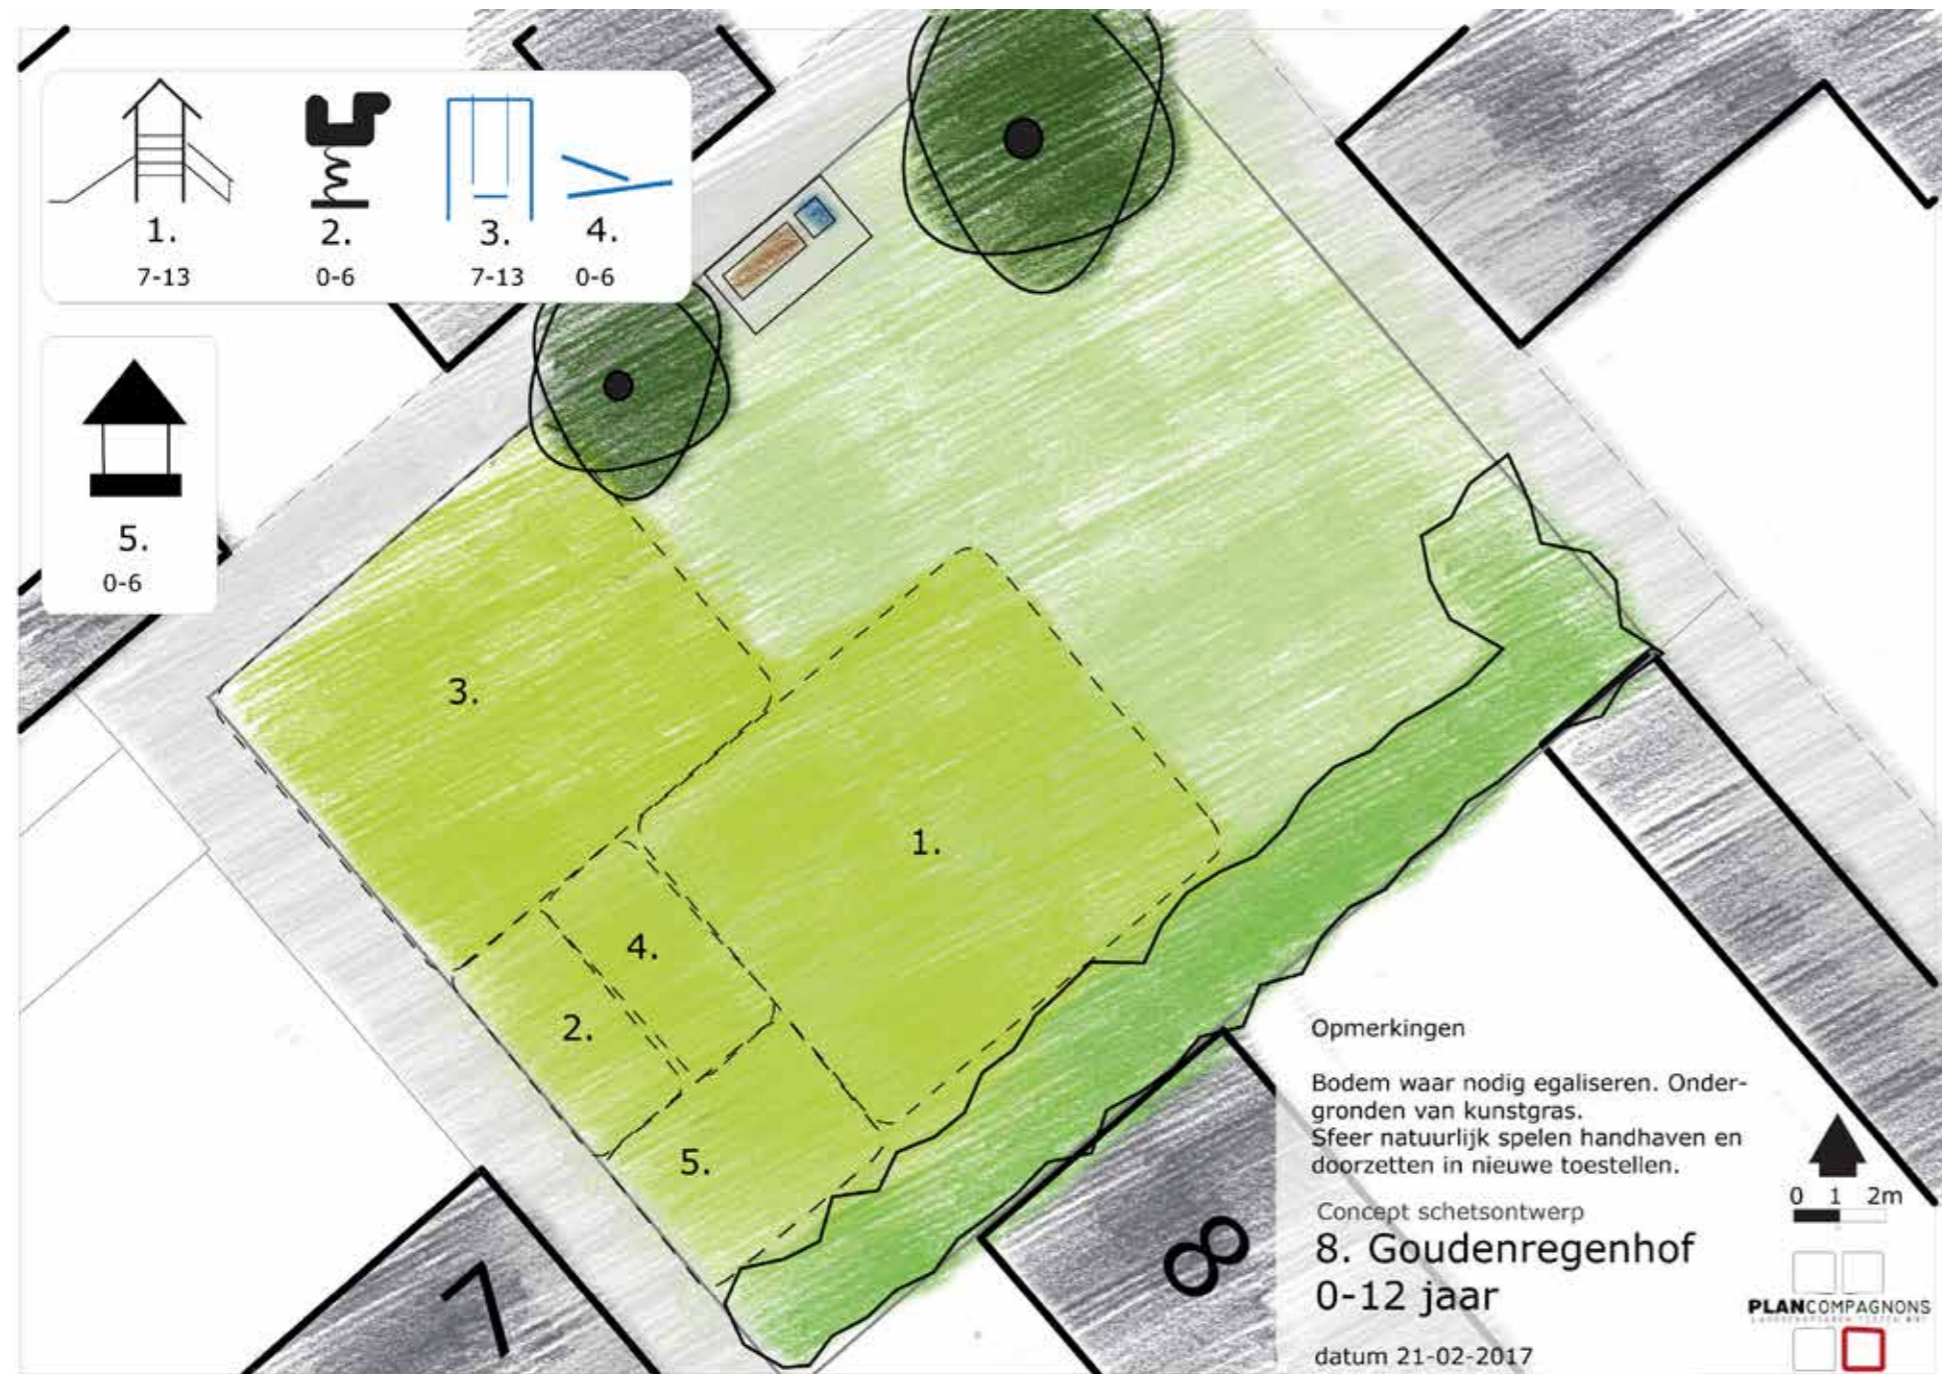 1.
2.
3.
4.
7-13
0-6
7-13
0-6
5.
0-6
3.
1.
4.
2.
5.
7
8
Opmerkingen
Bodem waar nodig egaliseren. Onder-
gronden van kunstgras.
Sfeer natuurlijk spelen handhaven en
doorzetten in nieuwe toestellen.
0 1 2m
Concept schetsontwerp
8. Goudenregenhof
0-12 jaar
PLANCOMPAGNONS
datum 21-02-2017